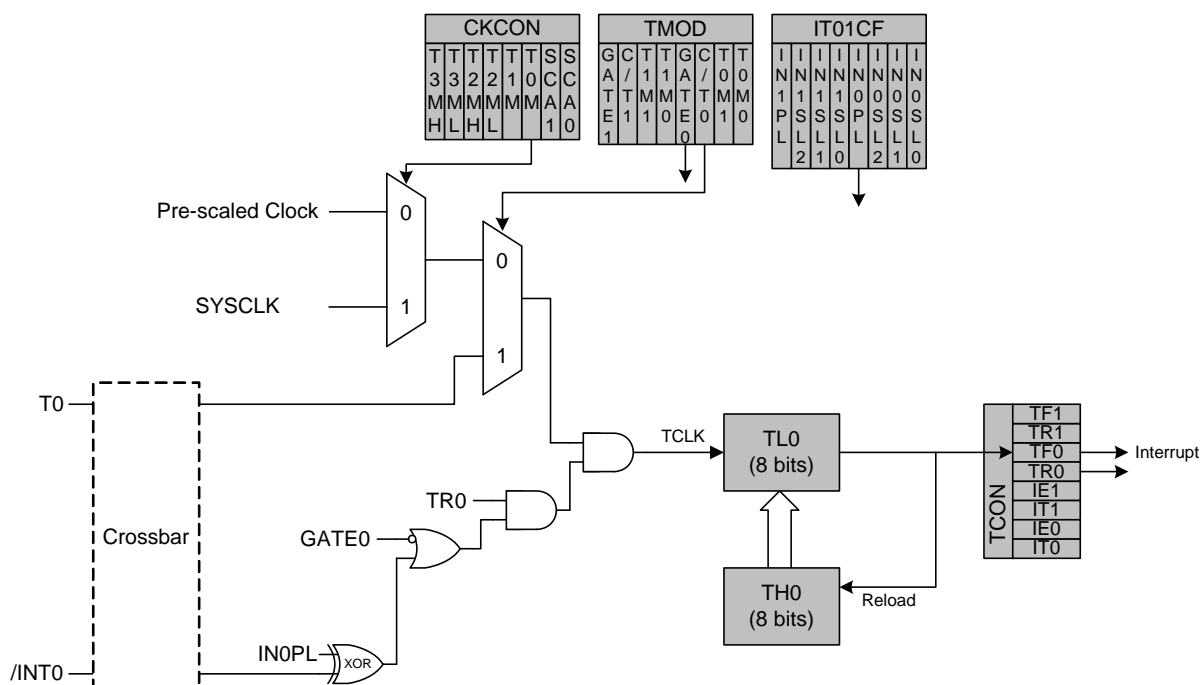 CKCON
T3MH
T3ML
T2MH
T2ML
T1M
T0M
SCA1
SCA0
TMOD
GATE1
C/T1
T1M1
T1M0
GATE0
C/T0
T0M1
T0M0
IT01CF
IN1PL
IN1SL2
IN1SL1
IN1SL0
IN0PL
IN0SL2
IN0SL1
IN0SL0
Pre-scaled Clock
0
SYSCLK
1
0
1
T0
Crossbar
/INT0
GATE0
TR0
IN0PL
XOR
TCLK
TL0
(8 bits)
TH0
(8 bits)
Reload
TCON
TF1
TR1
TF0
TR0
IE1
IT1
IE0
IT0
Interrupt